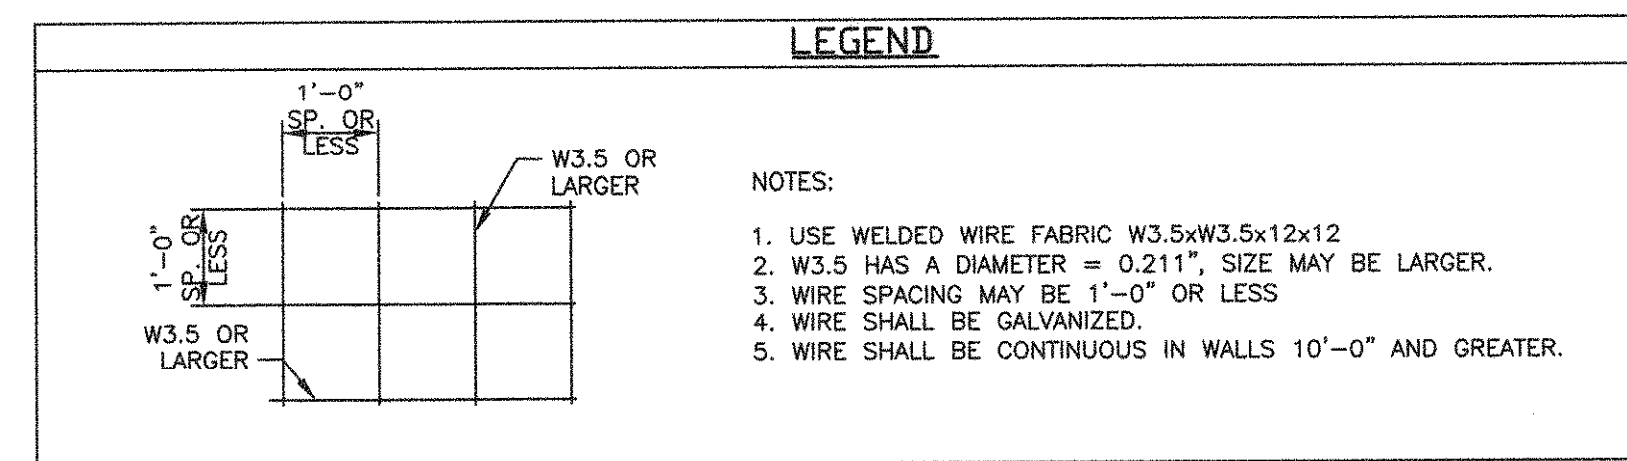 LEGEND
1'-0"
SP. OR
LESS
W3.5 OR
LARGER
1'-0"
SP. OR
LESS
W3.5 OR
LARGER
NOTES:
1. USE WELDED WIRE FABRIC W3.5xW3.5x12x12
2. W3.5 HAS A DIAMETER = 0.211", SIZE MAY BE LARGER.
3. WIRE SPACING MAY BE 1'-0" OR LESS
4. WIRE SHALL BE GALVANIZED.
5. WIRE SHALL BE CONTINUOUS IN WALLS 10'-0" AND GREATER.